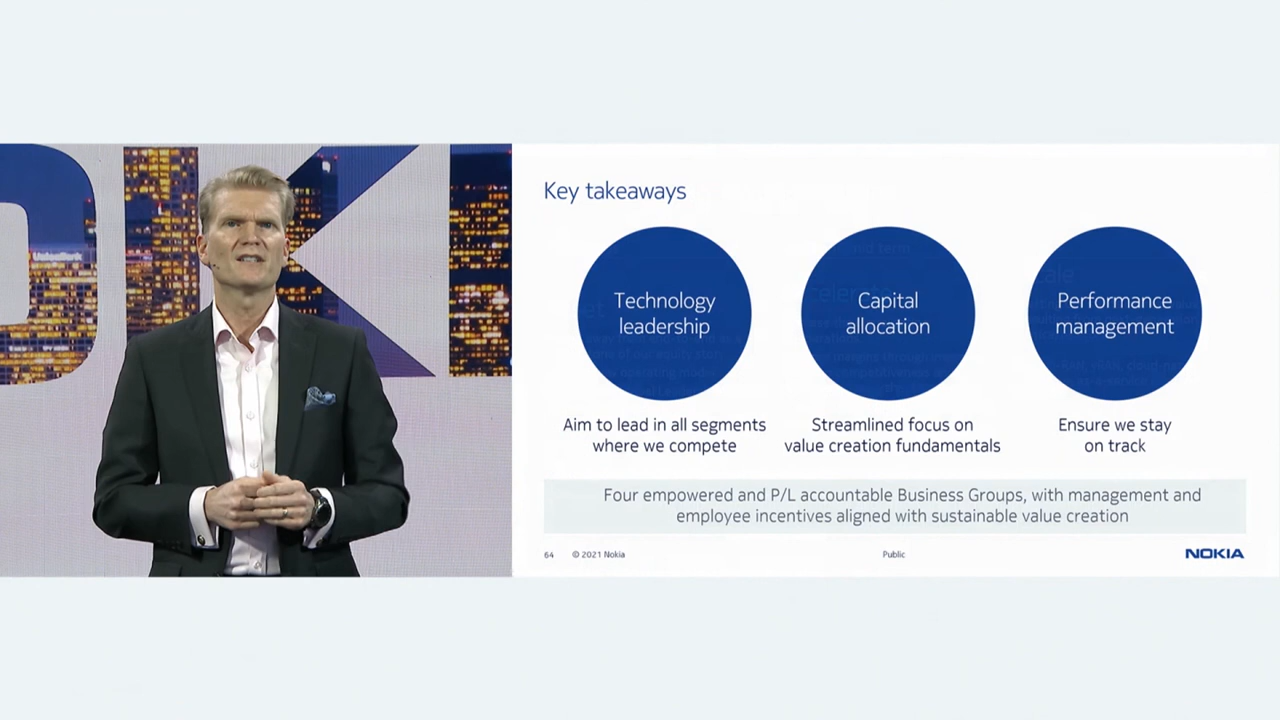 OK
UnionBank
Key takeaways
Technology
leadership
Capital
allocation
Performance
management
Aim to lead in all segments
where we compete
Streamlined focus on
value creation fundamentals
Ensure we stay
on track
Four empowered and P/L accountable Business Groups, with management and
employee incentives aligned with sustainable value creation
64 © 2021 Nokia Public NOKIA